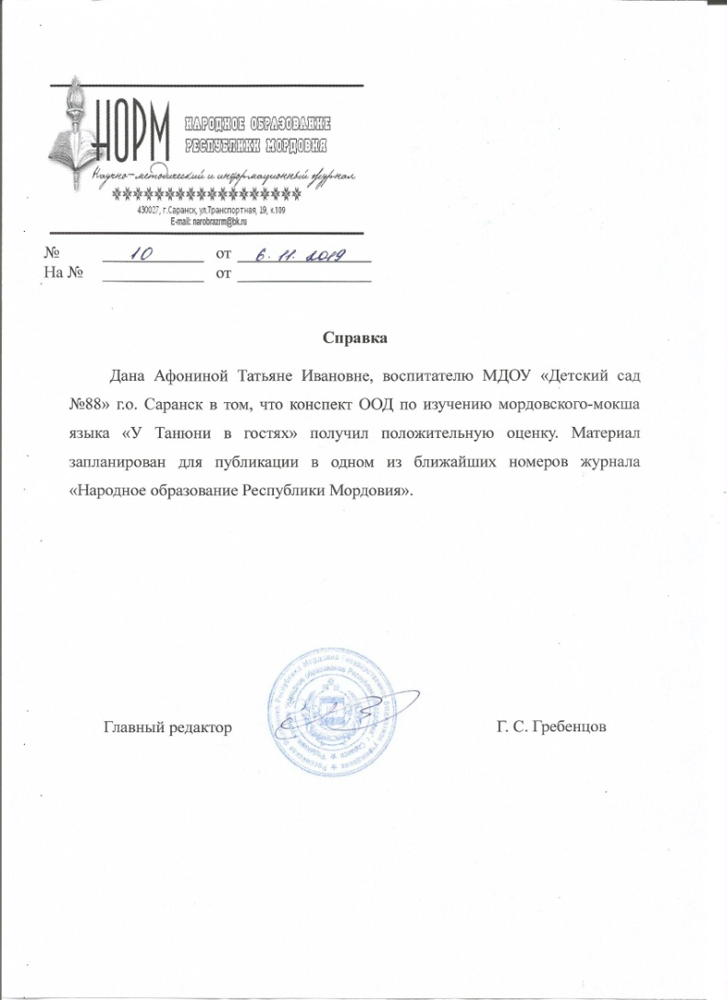 НОРМ
НАРОДНОЕ ОБРАЗОВАНИЕ
РЕСПУБЛИКИ МОРДОВИЯ
Научно-методический и информационный журнал
430027, г.Саранск, ул.Транспортная, 19, к.109
E-mail: narobrazrm@bk.ru
№ 10 от 6. 11. 2019
На № от
Справка
Дана Афониной Татьяне Ивановне, воспитателю МДОУ «Детский сад
№88» г.о. Саранск в том, что конспект ООД по изучению мордовского-мокша
языка «У Танюни в гостях» получил положительную оценку. Материал
запланирован для публикации в одном из ближайших номеров журнала
«Народное образование Республики Мордовия».
Главный редактор Г. С. Гребенцов